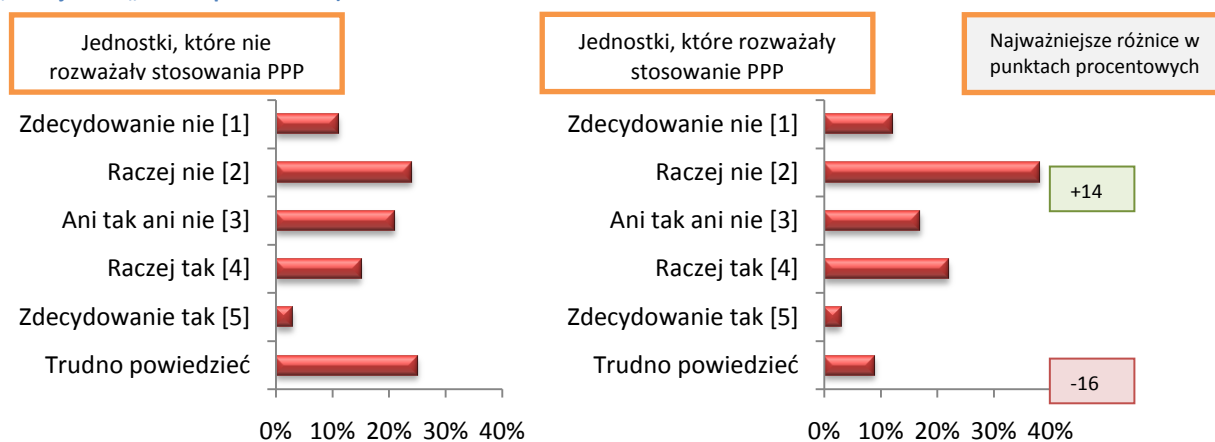 Jednostki, które nie
rozważały stosowania PPP
Jednostki, które rozważały
stosowanie PPP
Najważniejsze różnice w
punktach procentowych
Zdecydowanie nie [1]
Raczej nie [2]
Ani tak ani nie [3]
Raczej tak [4]
Zdecydowanie tak [5]
Trudno powiedzieć
0% 10% 20% 30% 40%
Zdecydowanie nie [1]
Raczej nie [2]
Ani tak ani nie [3]
Raczej tak [4]
Zdecydowanie tak [5]
Trudno powiedzieć
0% 10% 20% 30% 40%
+14
-16